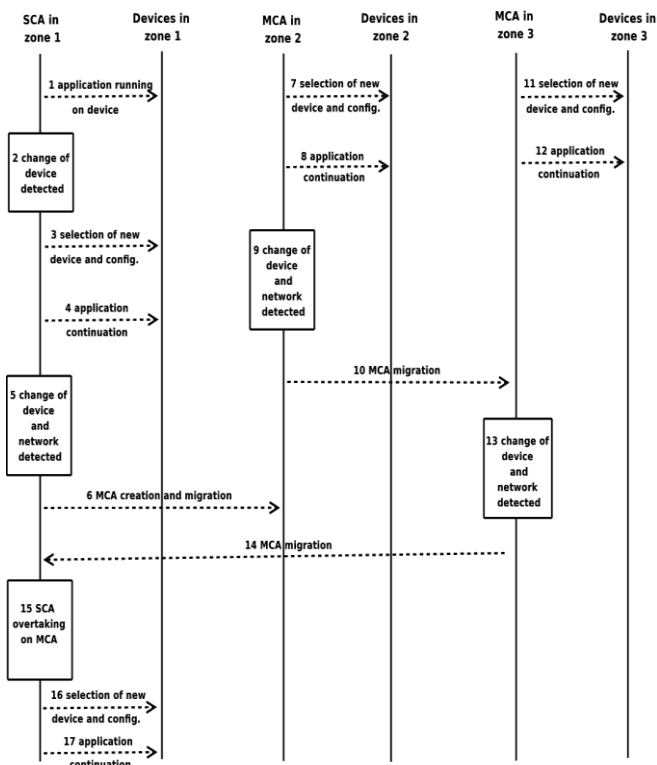 SCA in
zone 1
Devices in
zone 1
MCA in
zone 2
Devices in
zone 2
MCA in
zone 3
Devices in
zone 3
1 application running
on device
2 change of
device
detected
3 selection of new
device and config.
4 application
continuation
5 change of
device
and
network
detected
6 MCA creation and migration
7 selection of new
device and config.
8 application
continuation
9 change of
device
and
network
detected
10 MCA migration
11 selection of new
device and config.
12 application
continuation
13 change of
device
and
network
detected
14 MCA migration
15 SCA
overtaking
on MCA
16 selection of new
device and config.
17 application
continuation